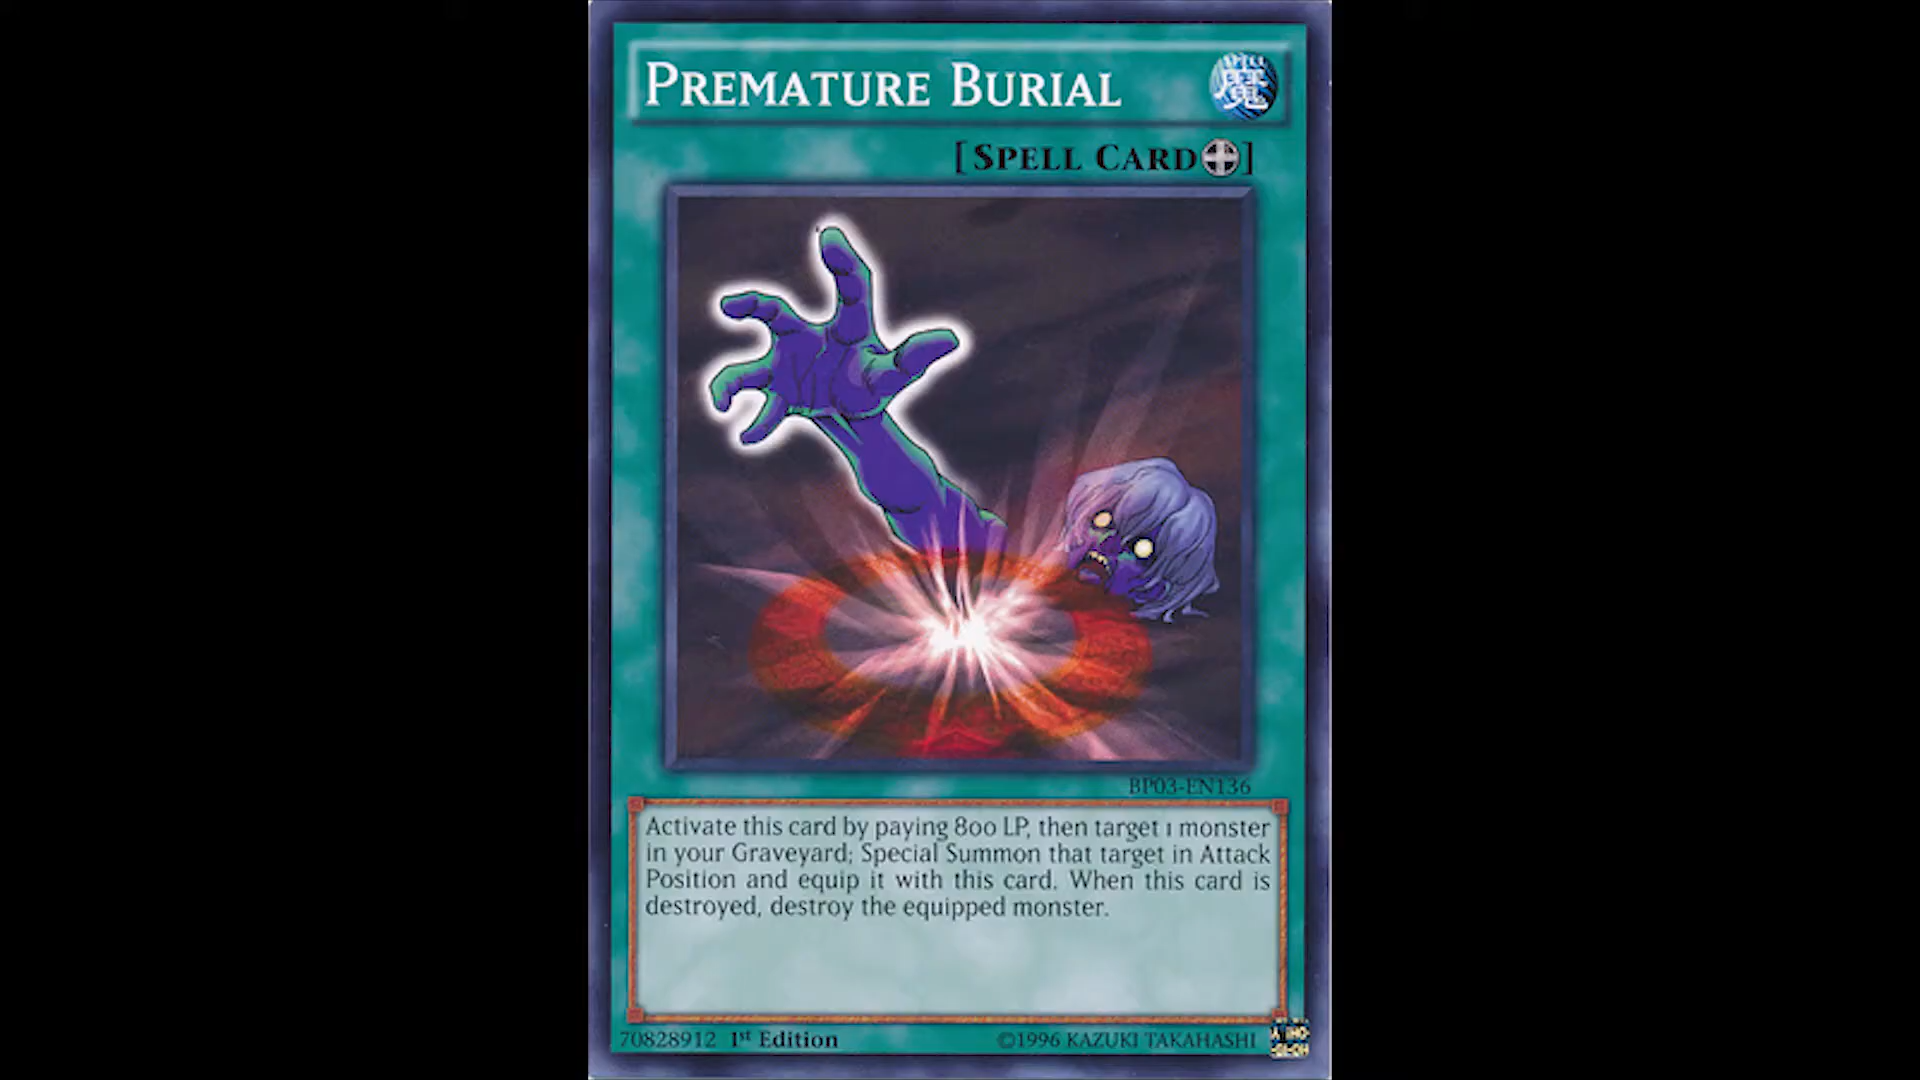 PREMATURE BURIAL
魔
[SPELL CARD]
BP03-EN136
Activate this card by paying 800 LP, then target 1 monster
in your Graveyard; Special Summon that target in Attack
Position and equip it with this card. When this card is
destroyed, destroy the equipped monster.
70828912 1st Edition
©1996 KAZUKI TAKAHASHI